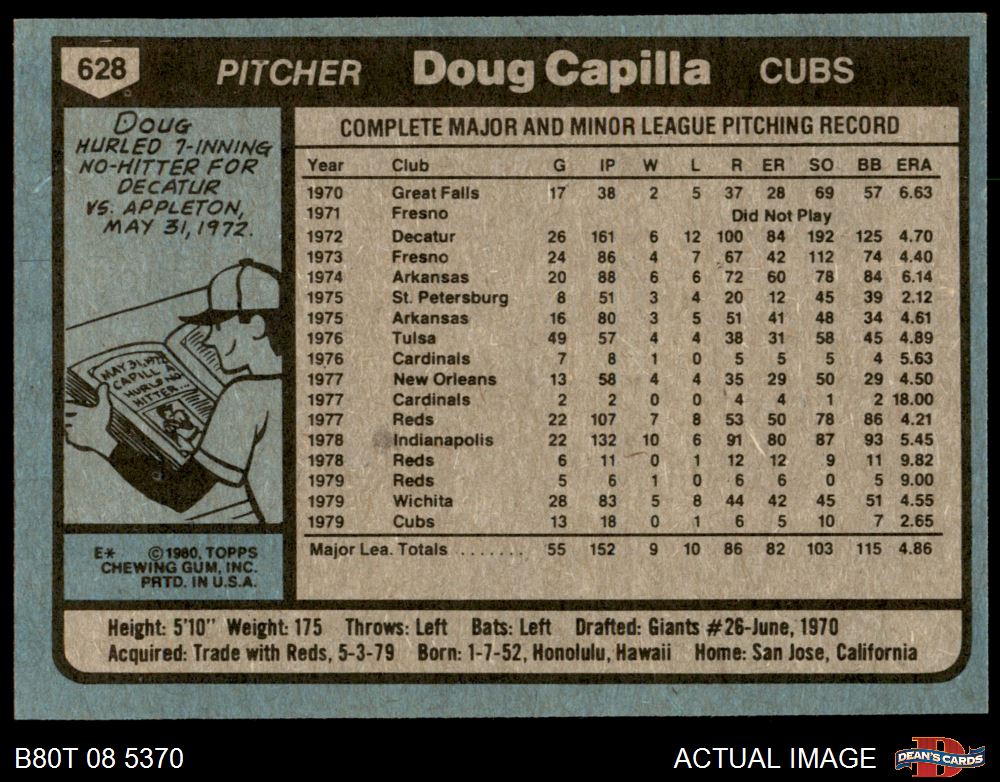 628 PITCHER Doug Capilla CUBS
DOUG
HURLED 7-INNING
NO-HITTER FOR
DECATUR
VS. APPLETON,
MAY 31, 1972.
MAY 31, 1972
CAPILLA
HURLS NO
HITTER...
E* ©1980, TOPPS
CHEWING GUM, INC.
PRTD. IN U.S.A.
COMPLETE MAJOR AND MINOR LEAGUE PITCHING RECORD
Year Club G IP W L R ER SO BB ERA
1970 Great Falls 17 38 2 5 37 28 69 57 6.63
1971 Fresno Did Not Play
1972 Decatur 26 161 6 12 100 84 192 125 4.70
1973 Fresno 24 86 4 7 67 42 112 74 4.40
1974 Arkansas 20 88 6 6 72 60 78 84 6.14
1975 St. Petersburg 8 51 3 4 20 12 45 39 2.12
1975 Arkansas 16 80 3 5 51 41 48 34 4.61
1976 Tulsa 49 57 4 4 38 31 58 45 4.89
1976 Cardinals 7 8 1 0 5 5 5 4 5.63
1977 New Orleans 13 58 4 4 35 29 50 29 4.50
1977 Cardinals 2 2 0 0 4 4 1 2 18.00
1977 Reds 22 107 7 8 53 50 78 86 4.21
1978 Indianapolis 22 132 10 6 91 80 87 93 5.45
1978 Reds 6 11 0 1 12 12 9 11 9.82
1979 Reds 5 6 1 0 6 6 0 5 9.00
1979 Wichita 28 83 5 8 44 42 45 51 4.55
1979 Cubs 13 18 0 1 6 5 10 7 2.65
Major Lea. Totals ........ 55 152 9 10 86 82 103 115 4.86
Height: 5'10" Weight: 175 Throws: Left Bats: Left Drafted: Giants #26-June, 1970
Acquired: Trade with Reds, 5-3-79 Born: 1-7-52, Honolulu, Hawaii Home: San Jose, California
B80T 08 5370 ACTUAL IMAGE DEAN'S CARDS